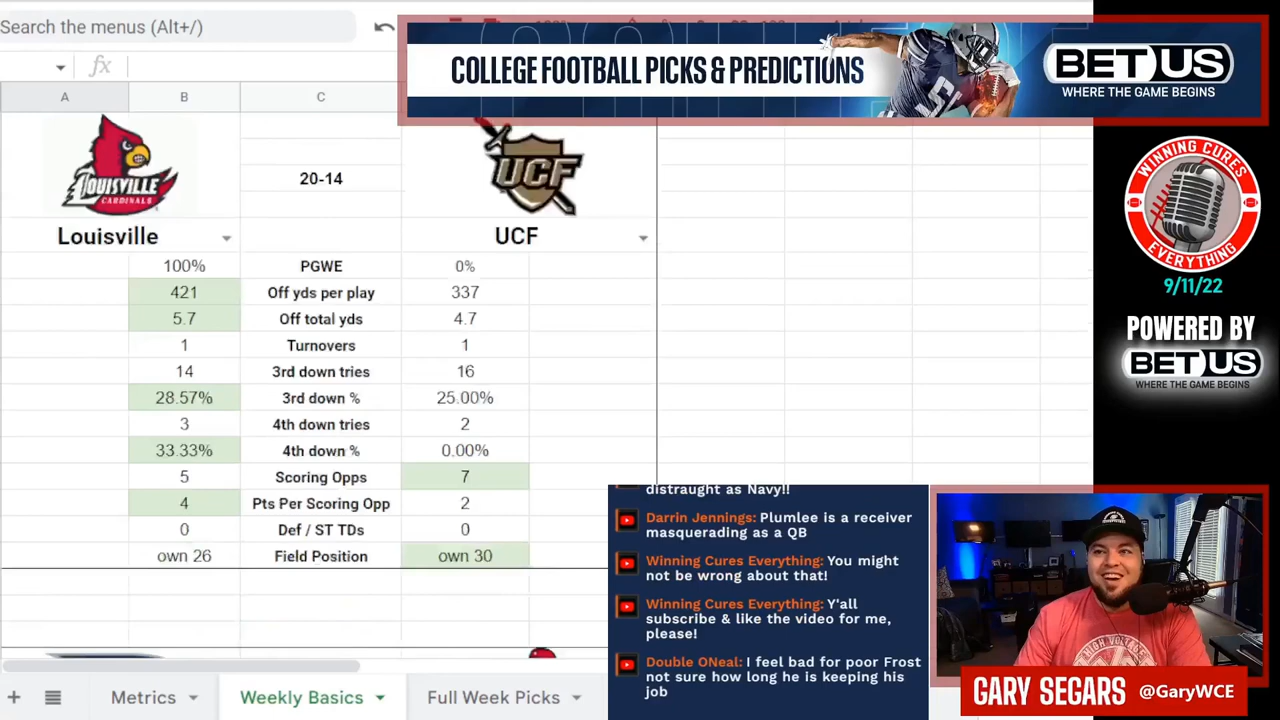 Search the menus (Alt+/)
COLLEGE FOOTBALL PICKS & PREDICTIONS
BETUS
WHERE THE GAME BEGINS
fx
A B C
LOUISVILLE
CARDINALS
20-14
UCF
Louisville UCF
100% PGWE 0%
421 Off yds per play 337
5.7 Off total yds 4.7
1 Turnovers 1
14 3rd down tries 16
28.57% 3rd down % 25.00%
3 4th down tries 2
33.33% 4th down % 0.00%
5 Scoring Opps 7
4 Pts Per Scoring Opp 2
0 Def / ST TDs 0
own 26 Field Position own 30
Metrics Weekly Basics Full Week Picks
WINNING CURES
EVERYTHING
9/11/22
POWERED BY
BETUS
WHERE THE GAME BEGINS
distraught as Navy!!
Darrin Jennings: Plumlee is a receiver
masquerading as a QB
Winning Cures Everything: You might
not be wrong about that!
Winning Cures Everything: Y'all
subscribe & like the video for me,
please!
Double ONeal: I feel bad for poor Frost
not sure how long he is keeping his
job
HIGH VOLTAGE
GARY SEGARS @GaryWCE